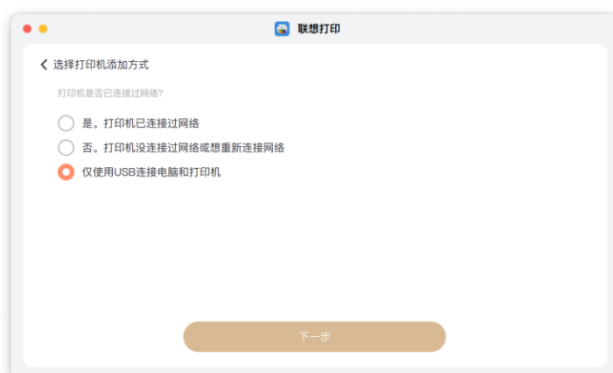 联想打印
选择打印机添加方式
打印机是否已连接过网络?
是。打印机已连接过网络
否。打印机没连接过网络或想重新连接网络
仅使用USB连接电脑和打印机
下一步